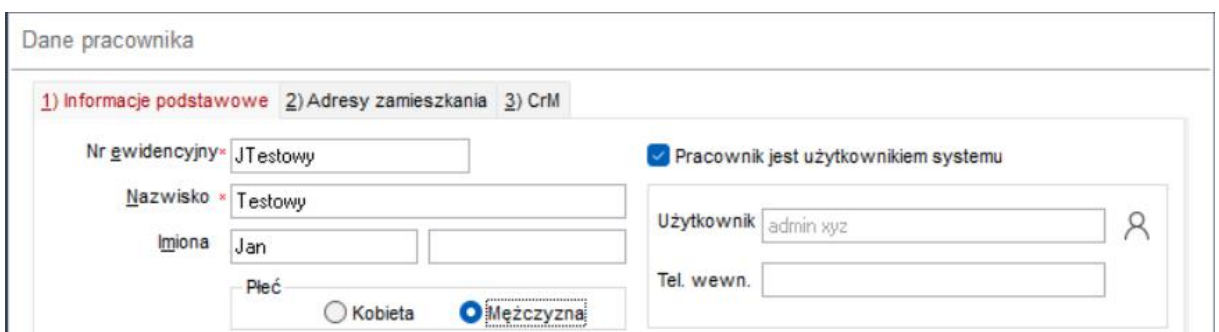 Dane pracownika
1) Informacje podstawowe 2) Adresy zamieszkania 3) CrM
Nr ewidencyjny* JTestowy
Pracownik jest użytkownikiem systemu
Nazwisko * Testowy
Użytkownik admin xyz
Imiona Jan
Tel. wewn.
Płeć
Kobieta Mężczyzna